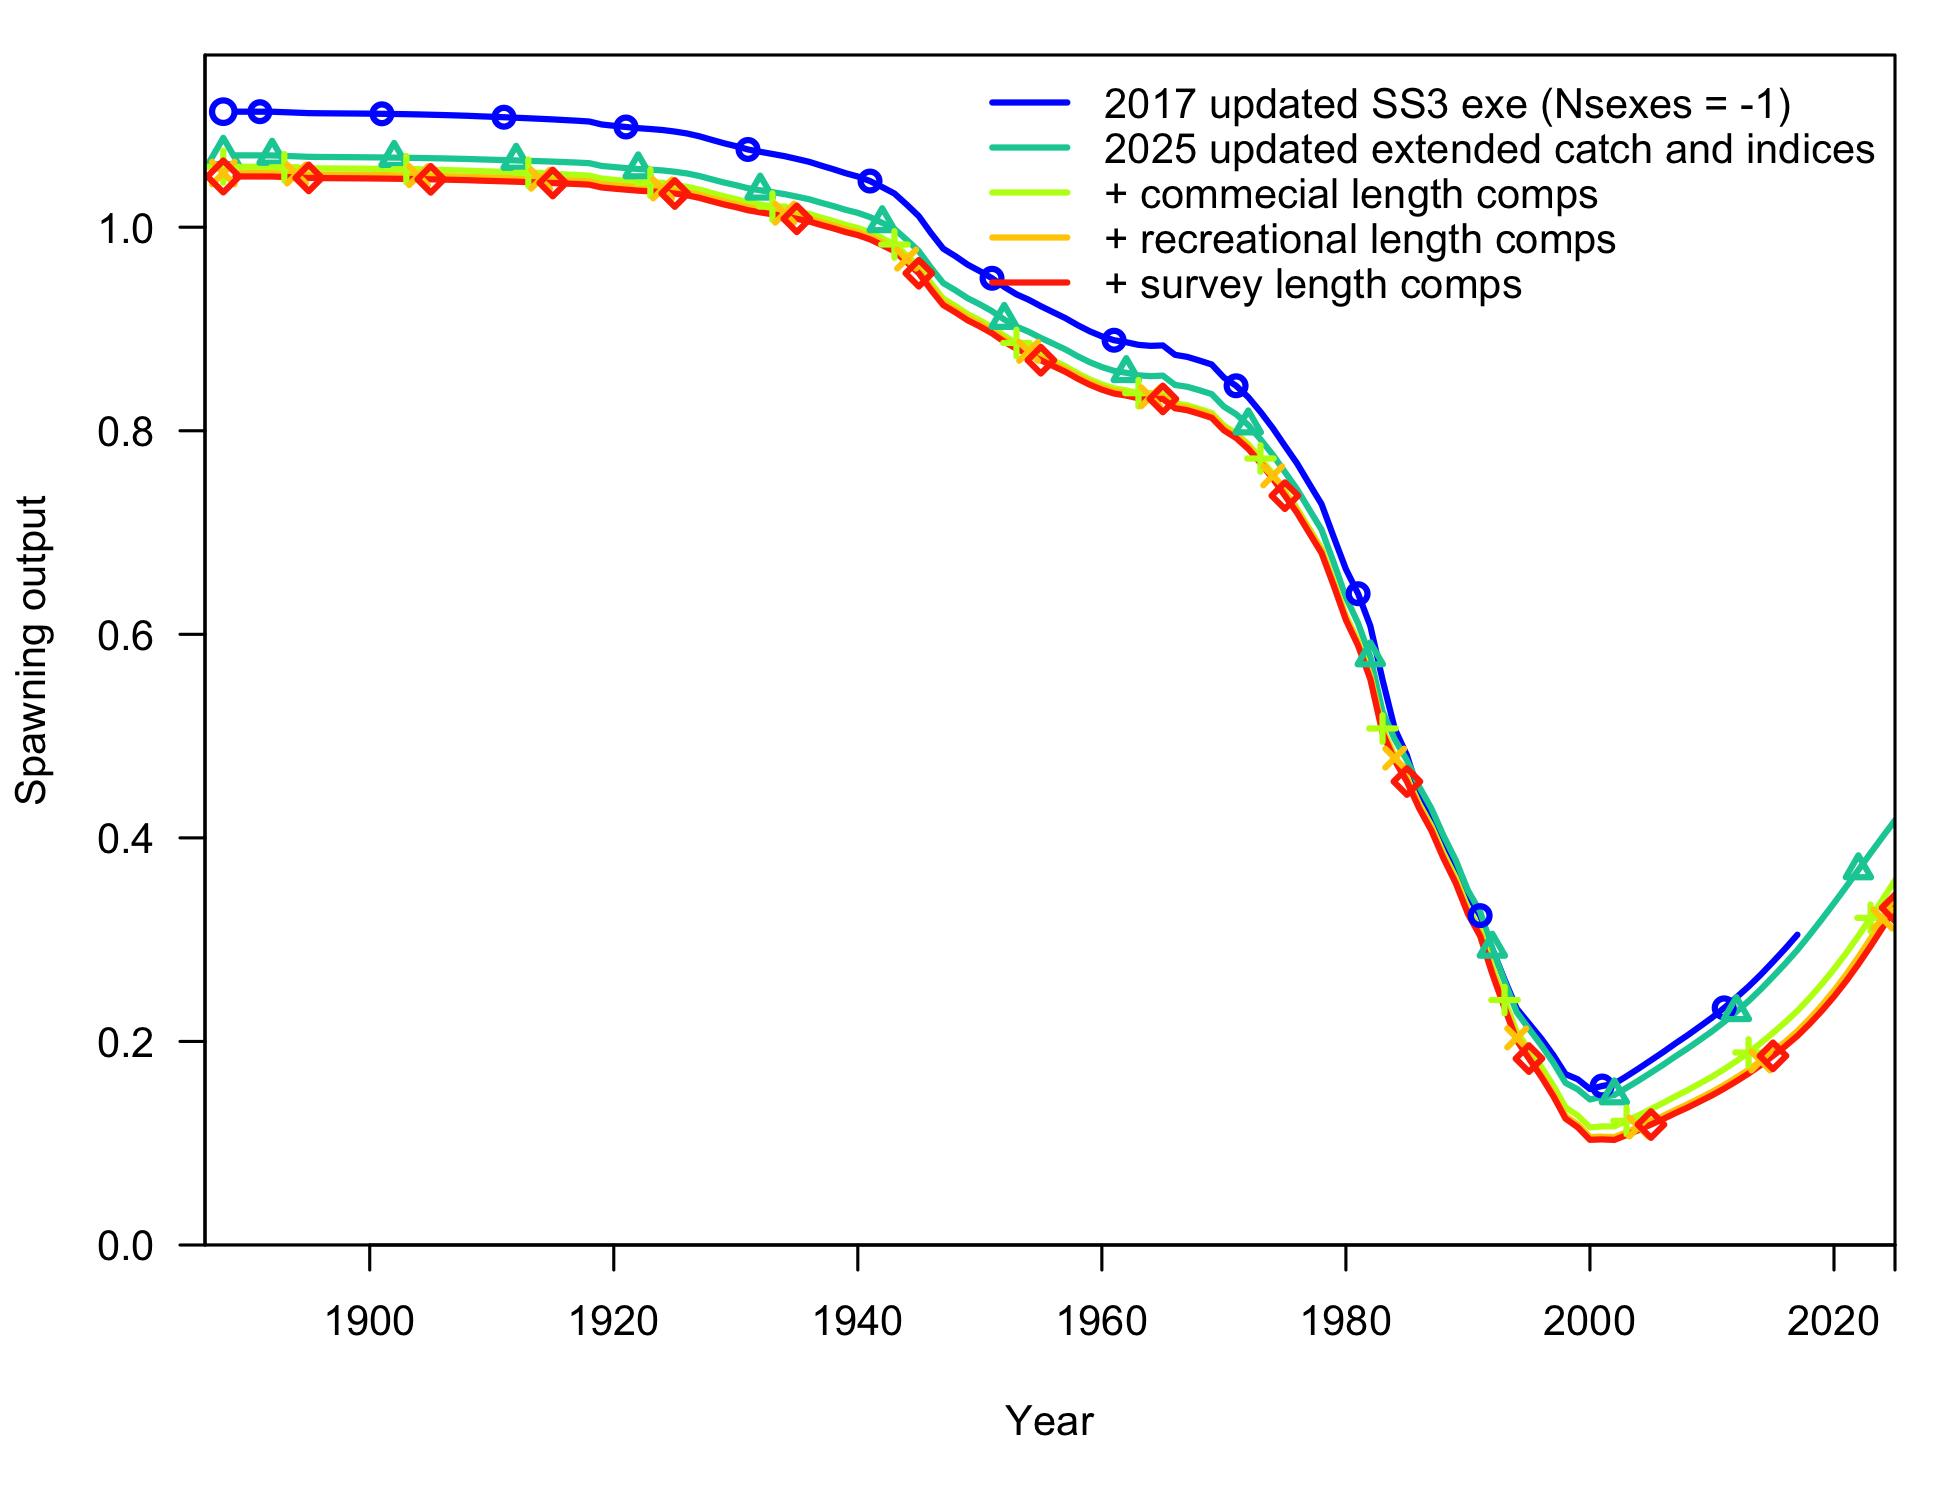 2017 updated SS3 exe (Nsexes = -1)
2025 updated extended catch and indices
+ commecial length comps
+ recreational length comps
+ survey length comps
Spawning output
1.0
0.8
0.6
0.4
0.2
0.0
1900 1920 1940 1960 1980 2000 2020
Year